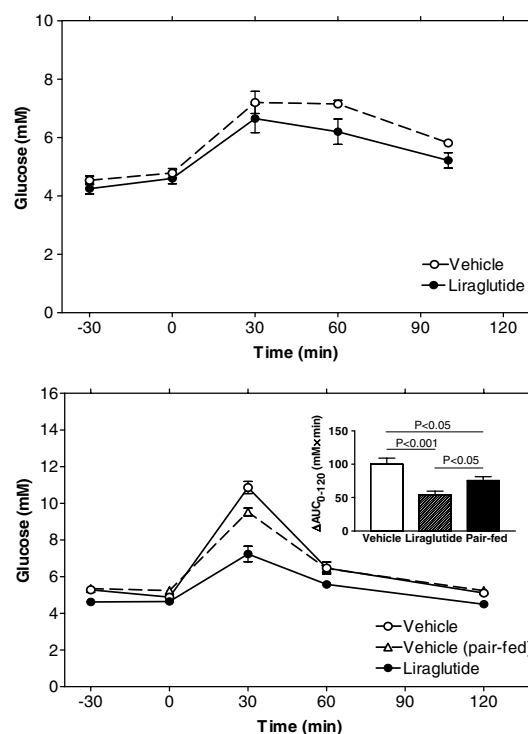 10
8
6
4
2
0
Glucose (mM)
Vehicle
Liraglutide
-30 0 30 60 90 120
Time (min)
16
14
12
10
8
6
4
2
0
Glucose (mM)
150
100
50
0
ΔAUC0-120 (mM×min)
P<0.05
P<0.001
P<0.05
Vehicle Liraglutide Pair-fed
Vehicle
Vehicle (pair-fed)
Liraglutide
-30 0 30 60 90 120
Time (min)